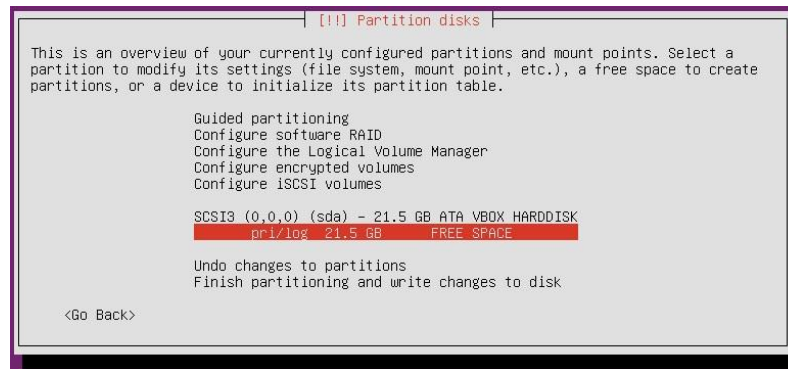 [!!] Partition disks
This is an overview of your currently configured partitions and mount points. Select a
partition to modify its settings (file system, mount point, etc.), a free space to create
partitions, or a device to initialize its partition table.
Guided partitioning
Configure software RAID
Configure the Logical Volume Manager
Configure encrypted volumes
Configure iSCSI volumes
SCSI3 (0,0,0) (sda) - 21.5 GB ATA VBOX HARDDISK
pri/log 21.5 GB FREE SPACE
Undo changes to partitions
Finish partitioning and write changes to disk
<Go Back>